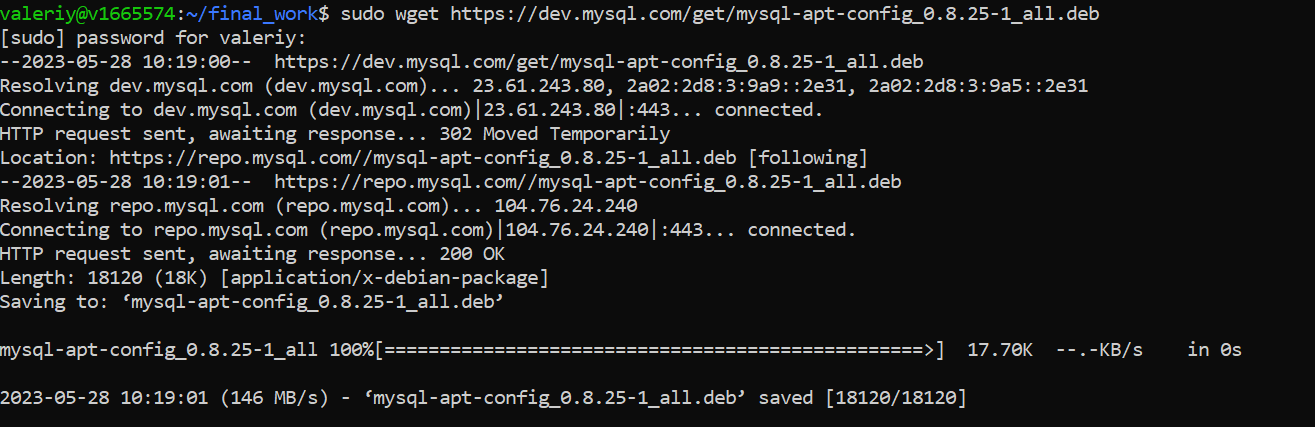 valeriy@v1665574:~/final_work$ sudo wget https://dev.mysql.com/get/mysql-apt-config_0.8.25-1_all.deb
[sudo] password for valeriy:
--2023-05-28 10:19:00--  https://dev.mysql.com/get/mysql-apt-config_0.8.25-1_all.deb
Resolving dev.mysql.com (dev.mysql.com)... 23.61.243.80, 2a02:2d8:3:9a9::2e31, 2a02:2d8:3:9a5::2e31
Connecting to dev.mysql.com (dev.mysql.com)|23.61.243.80|:443... connected.
HTTP request sent, awaiting response... 302 Moved Temporarily
Location: https://repo.mysql.com//mysql-apt-config_0.8.25-1_all.deb [following]
--2023-05-28 10:19:01--  https://repo.mysql.com//mysql-apt-config_0.8.25-1_all.deb
Resolving repo.mysql.com (repo.mysql.com)... 104.76.24.240
Connecting to repo.mysql.com (repo.mysql.com)|104.76.24.240|:443... connected.
HTTP request sent, awaiting response... 200 OK
Length: 18120 (18K) [application/x-debian-package]
Saving to: ‘mysql-apt-config_0.8.25-1_all.deb’
mysql-apt-config_0.8.25-1_all 100%[=================================================>]  17.70K  --.-KB/s    in 0s
2023-05-28 10:19:01 (146 MB/s) - ‘mysql-apt-config_0.8.25-1_all.deb’ saved [18120/18120]